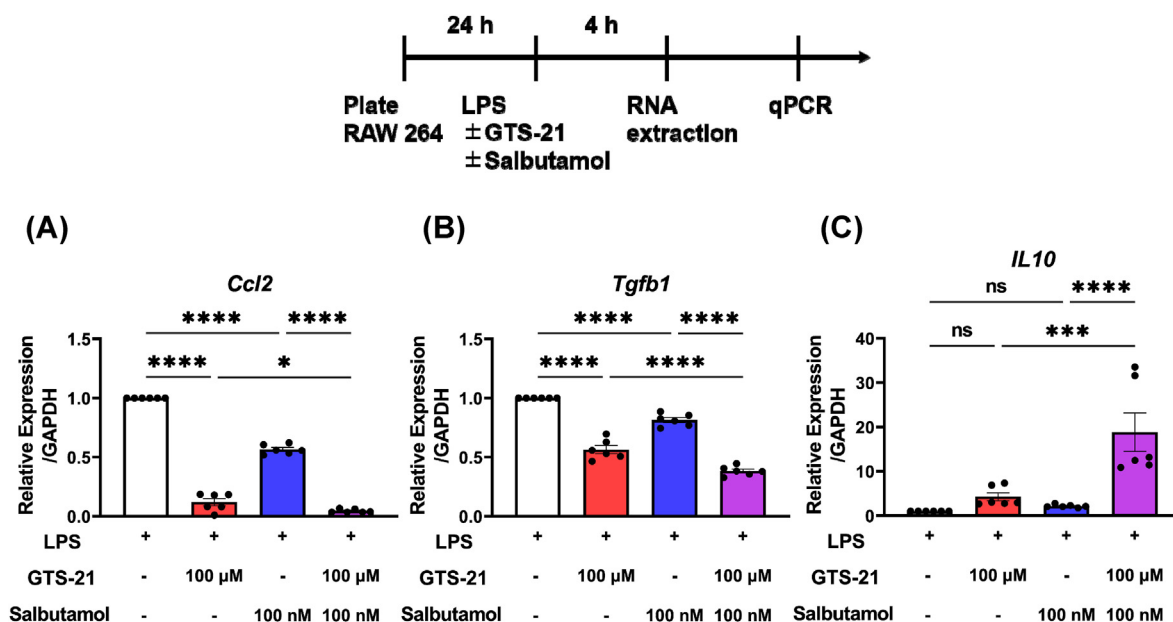 24 h 4 h
Plate LPS RNA qPCR
RAW 264 ±GTS-21 extraction
±Salbutamol
(A) (B) (C)
Ccl2
**** ****
**** *
Relative Expression
/GAPDH
1.5
1.0
0.5
0.0
LPS + + + +
GTS-21 - 100 μM - 100 μM
Salbutamol - - 100 nM 100 nM
Tgfb1
**** ****
**** ****
Relative Expression
/GAPDH
1.5
1.0
0.5
0.0
LPS + + + +
GTS-21 - 100 μM - 100 μM
Salbutamol - - 100 nM 100 nM
IL10
ns ****
ns ***
Relative Expression
/GAPDH
40
30
20
10
0
LPS + + + +
GTS-21 - 100 μM - 100 μM
Salbutamol - - 100 nM 100 nM